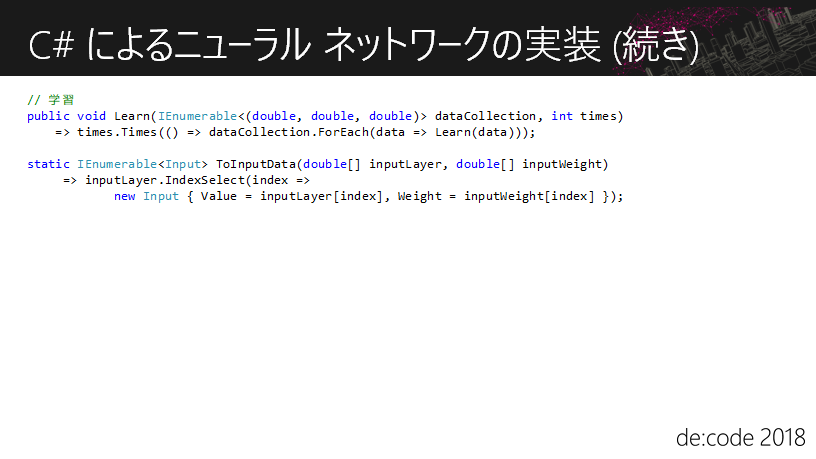 C# によるニューラル ネットワークの実装 (続き)
// 学習
public void Learn(IEnumerable<(double, double, double)> dataCollection, int times)
    => times.Times(() => dataCollection.ForEach(data => Learn(data)));
static IEnumerable<Input> ToInputData(double[] inputLayer, double[] inputWeight)
     => inputLayer.IndexSelect(index =>
            new Input { Value = inputLayer[index], Weight = inputWeight[index] });
de:code 2018